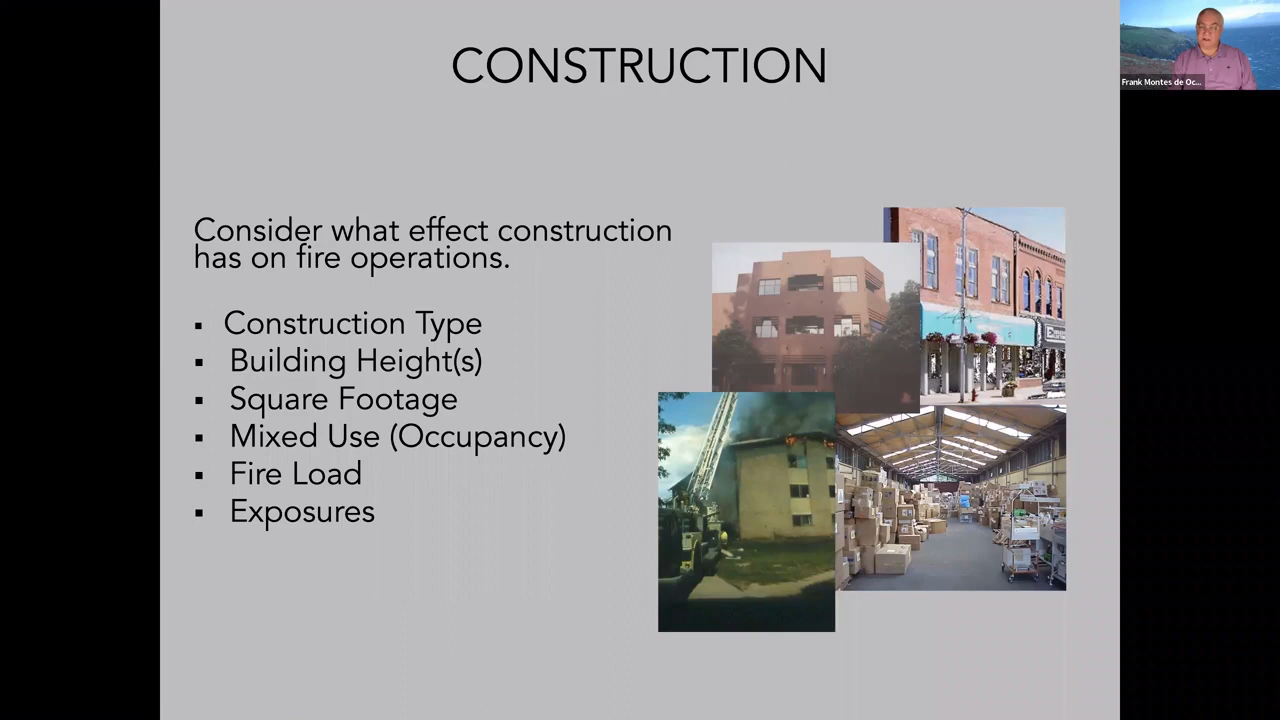 CONSTRUCTION
Frank Montes de Oc...
Consider what effect construction
has on fire operations.
▪ Construction Type
▪ Building Height(s)
▪ Square Footage
▪ Mixed Use (Occupancy)
▪ Fire Load
▪ Exposures